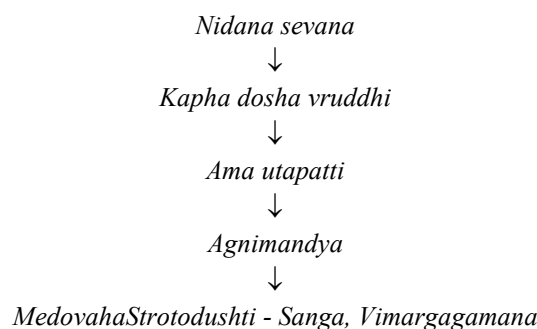 Nidana sevana
↓
Kapha dosha vruddhi
↓
Ama utapatti
↓
Agnimandya
↓
MedovahaStrotodushti - Sanga, Vimargagamana